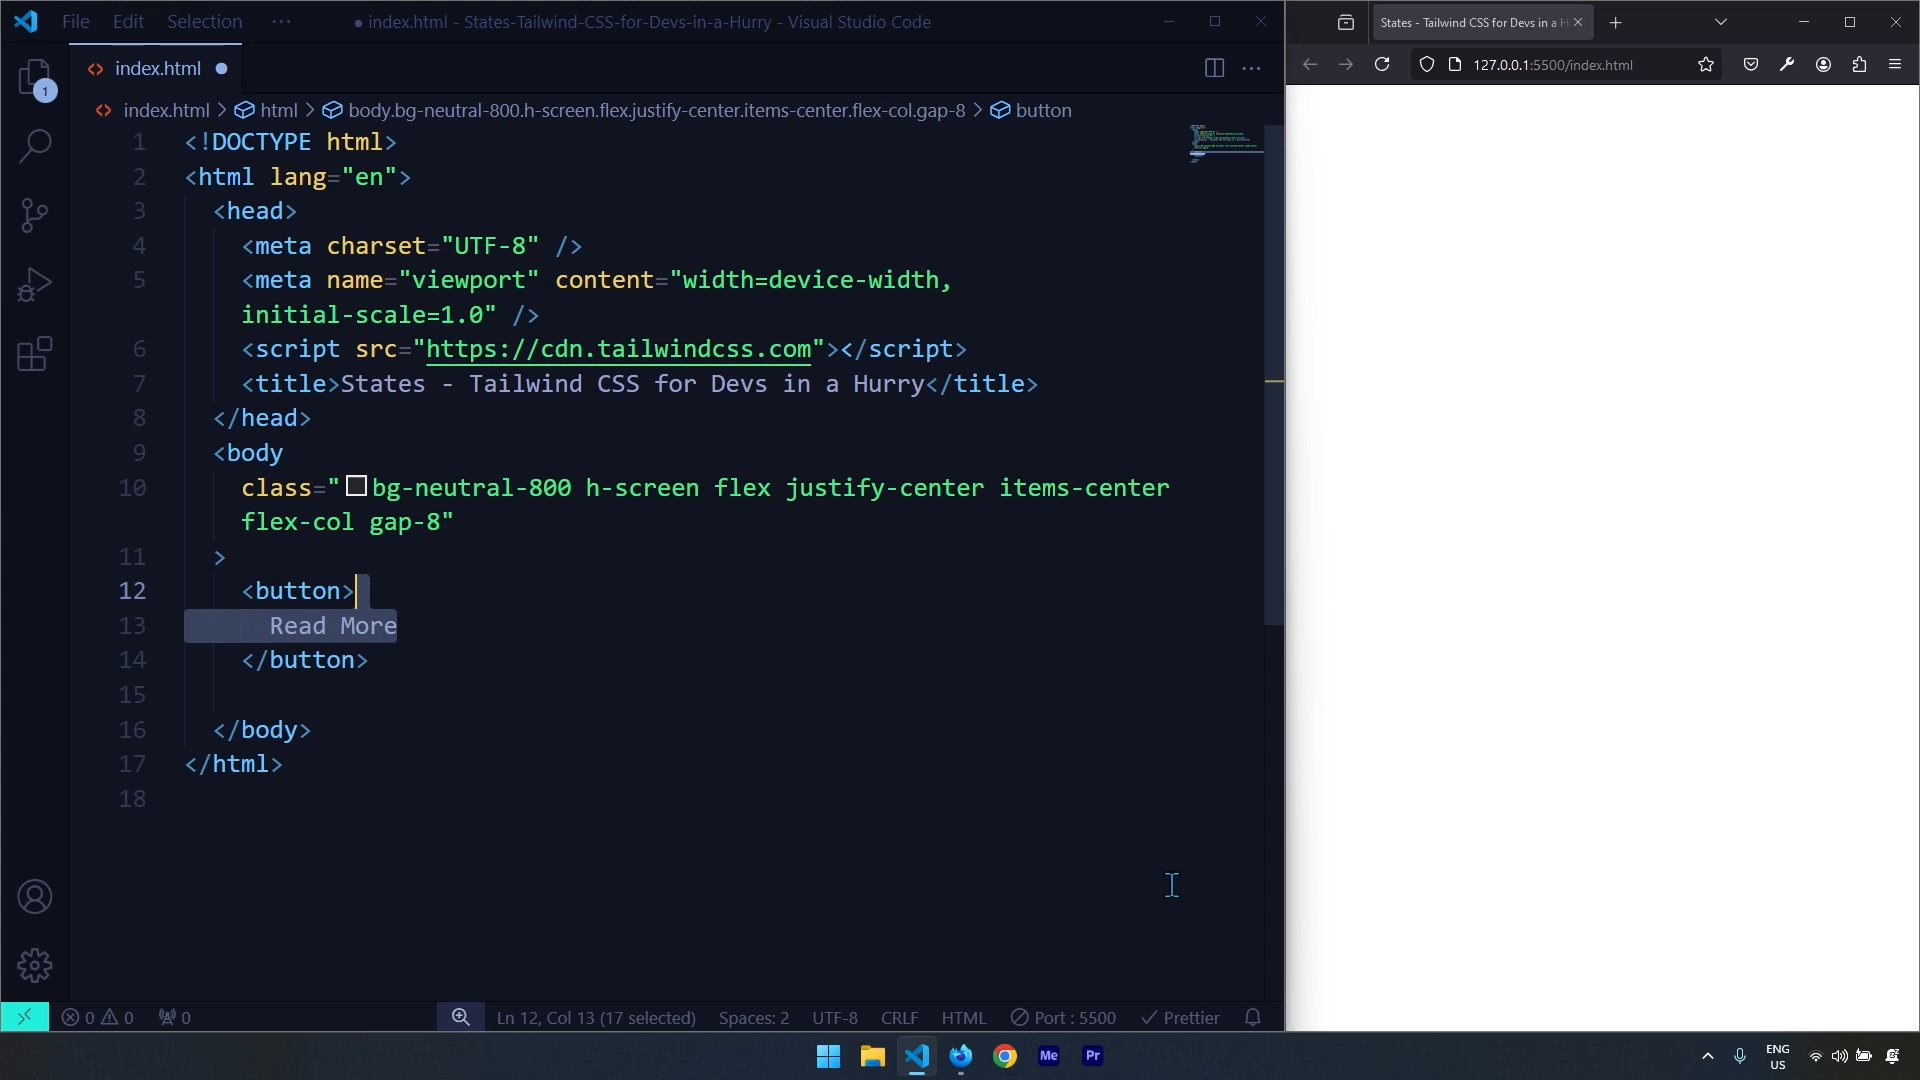 File Edit Selection ··· ● index.html - States-Tailwind-CSS-for-Devs-in-a-Hurry - Visual Studio Code
States - Tailwind CSS for Devs in a H
127.0.0.1:5500/index.html
1
index.html
index.html > html > body.bg-neutral-800.h-screen.flex.justify-center.items-center.flex-col.gap-8 > button
1 <!DOCTYPE html>
2 <html lang="en">
3 <head>
4 <meta charset="UTF-8" />
5 <meta name="viewport" content="width=device-width,
initial-scale=1.0" />
6 <script src="https://cdn.tailwindcss.com"></script>
7 <title>States - Tailwind CSS for Devs in a Hurry</title>
8 </head>
9 <body
10 class="bg-neutral-800 h-screen flex justify-center items-center
flex-col gap-8"
11 >
12 <button>
13 Read More
14 </button>
15
16 </body>
17 </html>
18
0 0 0 Ln 12, Col 13 (17 selected) Spaces: 2 UTF-8 CRLF HTML Port : 5500 Prettier
Me Pr
ENG
US